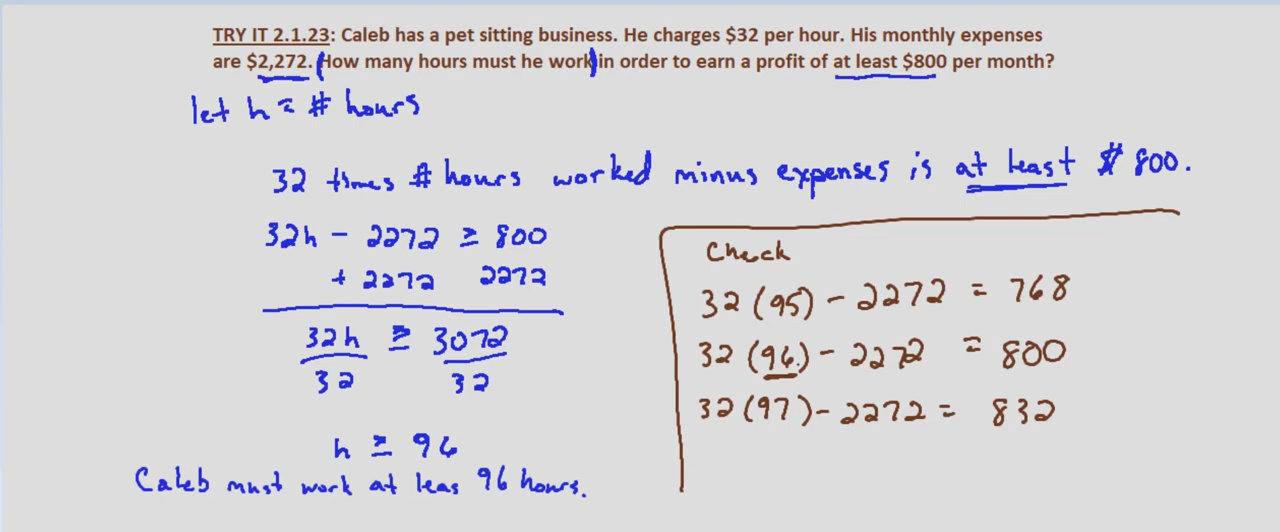 TRY IT 2.1.23: Caleb has a pet sitting business. He charges $32 per hour. His monthly expenses
are $2,272. (How many hours must he work) in order to earn a profit of at least $800 per month?
let h = # hours
32 times # hours worked minus expenses is at least $ 800.
32h - 2272 ≥ 800
+ 2272 2272
32h ≥ 3072
32 32
h ≥ 96
Caleb must work at leas 96 hours.
Check
32 (95) - 2272 = 768
32 (96.) - 2272 = 800
32 (97) - 2272 = 832